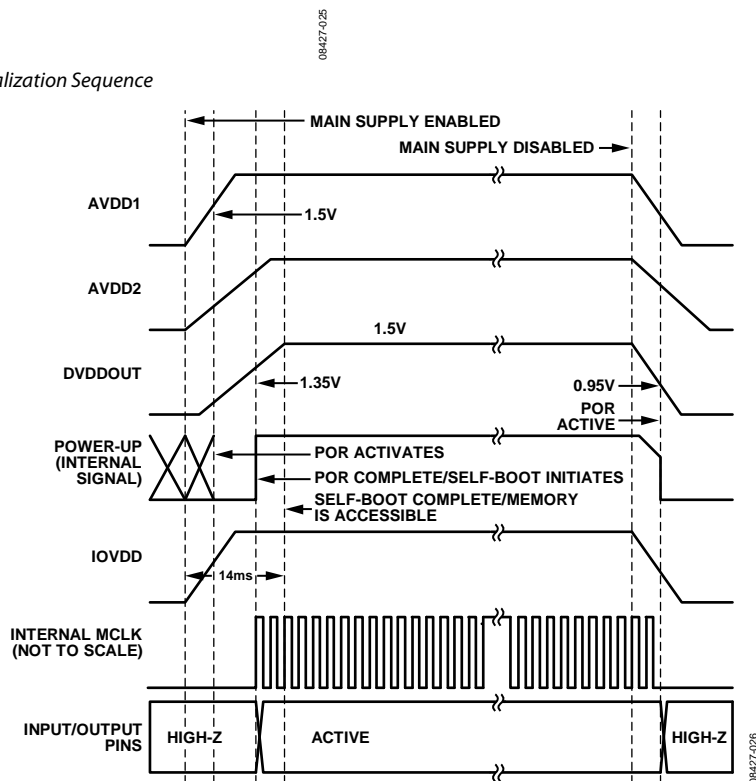 08427-025
alization Sequence
MAIN SUPPLY ENABLED
MAIN SUPPLY DISABLED
AVDD1
1.5V
AVDD2
1.5V
DVDDOUT
1.35V
0.95V
POR
ACTIVE
POWER-UP
(INTERNAL
SIGNAL)
POR ACTIVATES
POR COMPLETE/SELF-BOOT INITIATES
SELF-BOOT COMPLETE/MEMORY
IS ACCESSIBLE
IOVDD
14ms
INTERNAL MCLK
(NOT TO SCALE)
INPUT/OUTPUT
PINS
HIGH-Z
ACTIVE
HIGH-Z
08427-026